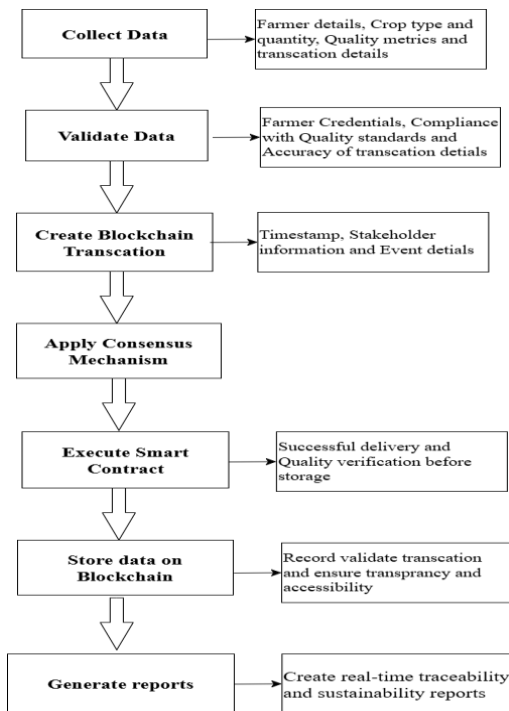 Collect Data
Farmer details, Crop type and
quantity, Quality metrics and
transcation details
Validate Data
Farmer Credentials, Compliance
with Quality standards and
Accuracy of transcation detials
Create Blockchain
Transcation
Timestamp, Stakeholder
information and Event detials
Apply Consensus
Mechanism
Execute Smart
Contract
Successful delivery and
Quality verification before
storage
Store data on
Blockchain
Record validate transcation
and ensure transprancy and
accessibility
Generate reports
Create real-time traceability
and sustainability reports